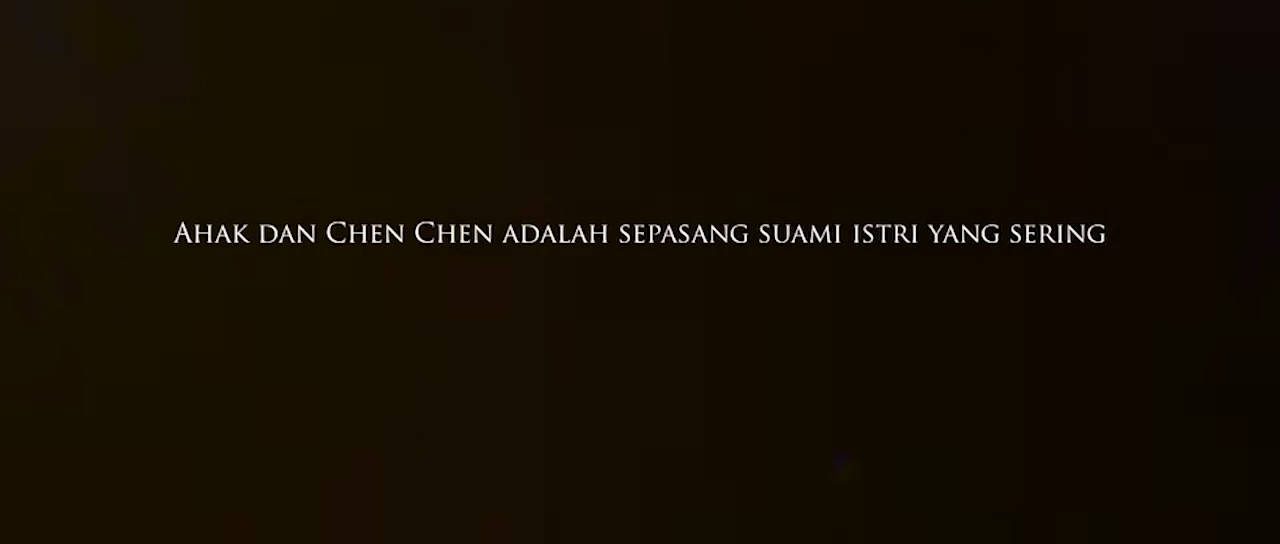 Ahak dan Chen Chen adalah sepasang suami istri yang sering